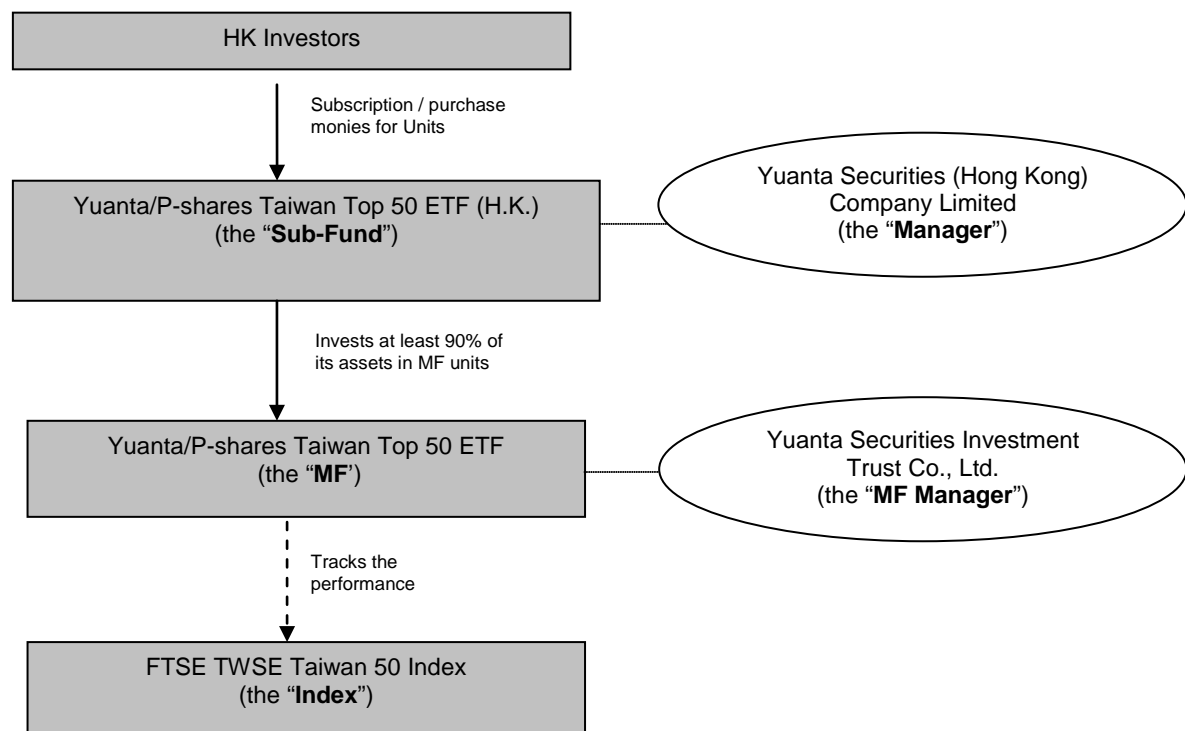 HK Investors
Subscription / purchase
monies for Units
Yuanta/P-shares Taiwan Top 50 ETF (H.K.)
(the “Sub-Fund”)
Yuanta Securities (Hong Kong)
Company Limited
(the “Manager”)
Invests at least 90% of
its assets in MF units
Yuanta/P-shares Taiwan Top 50 ETF
(the “MF’)
Yuanta Securities Investment
Trust Co., Ltd.
(the “MF Manager”)
Tracks the
performance
FTSE TWSE Taiwan 50 Index
(the “Index”)